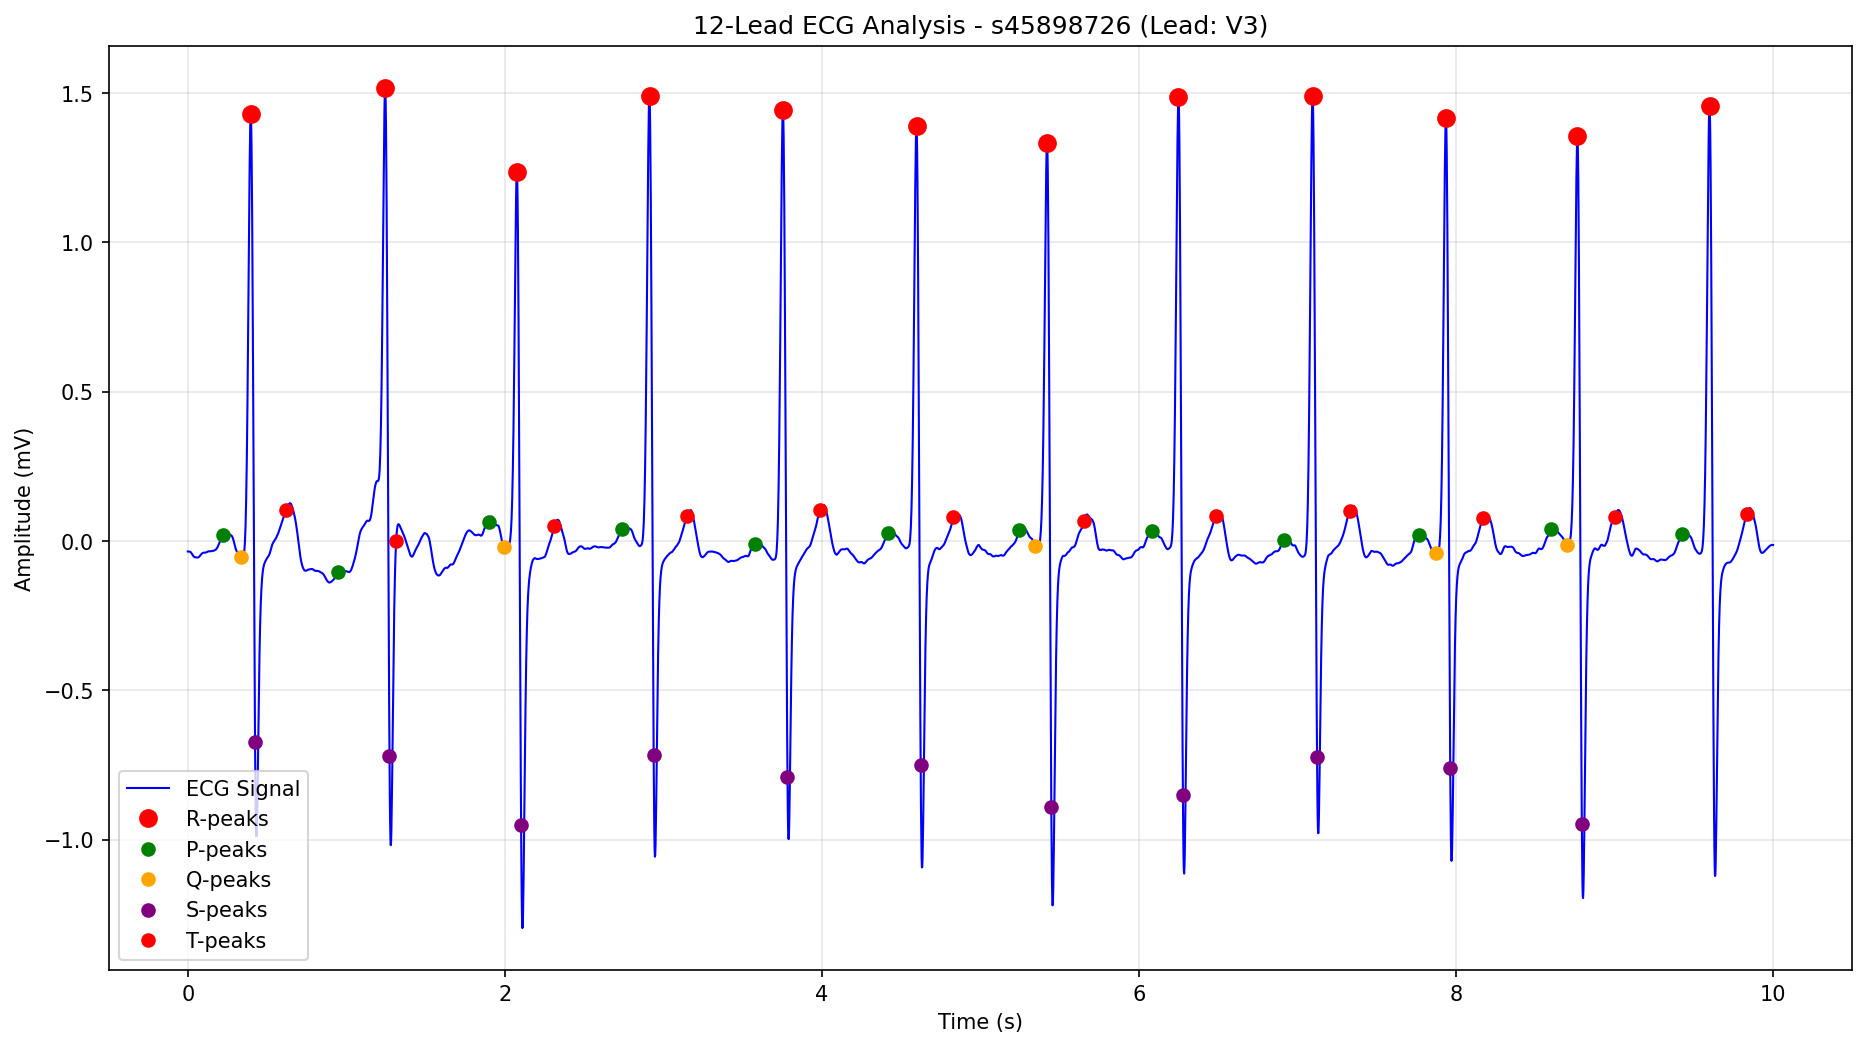 12-Lead ECG Analysis - s45898726 (Lead: V3)
Amplitude (mV)
1.5
1.0
0.5
0.0
−0.5
−1.0
ECG Signal
R-peaks
P-peaks
Q-peaks
S-peaks
T-peaks
0 2 4 6 8 10
Time (s)